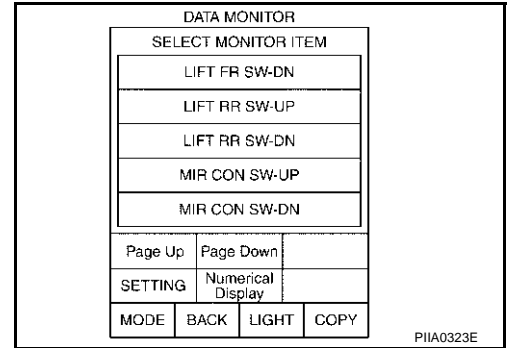 DATA MONITOR
SELECT MONITOR ITEM
LIFT FR SW-DN
LIFT RR SW-UP
LIFT RR SW-DN
MIR CON SW-UP
MIR CON SW-DN
Page Up Page Down
SETTING Numerical Display
MODE BACK LIGHT COPY
PIIA0323E